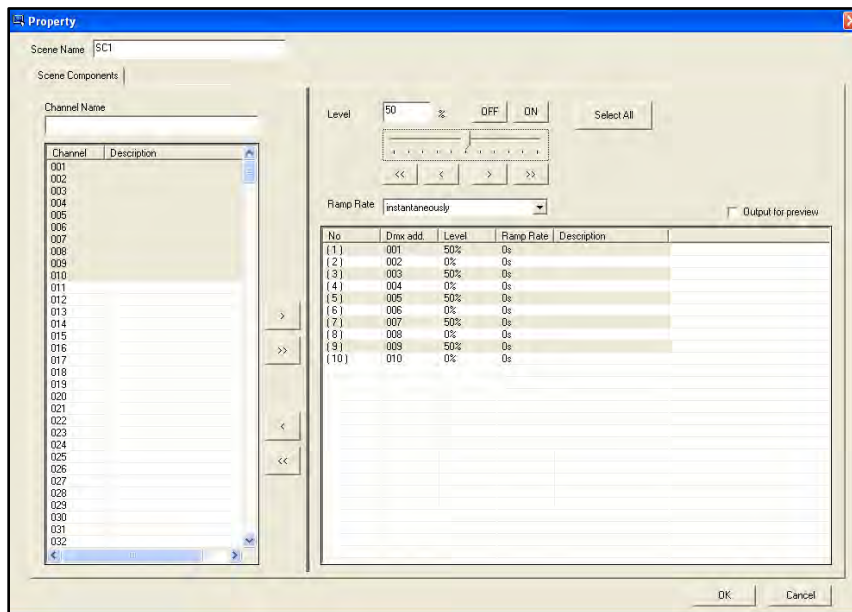 Property
Scene Name SC1
Scene Components
Channel Name
Channel Description
001
002
003
004
005
006
007
008
009
010
011
012
013
014
015
016
017
018
019
020
021
022
023
024
025
026
027
028
029
030
031
032
>
>>
<
<<
Level 50 % OFF ON Select All
<< < > >>
Ramp Rate instantaneously Output for preview
No Dmx add. Level Ramp Rate Description
(1) 001 50% 0s
(2) 002 0% 0s
(3) 003 50% 0s
(4) 004 0% 0s
(5) 005 50% 0s
(6) 006 0% 0s
(7) 007 50% 0s
(8) 008 0% 0s
(9) 009 50% 0s
(10) 010 0% 0s
OK Cancel